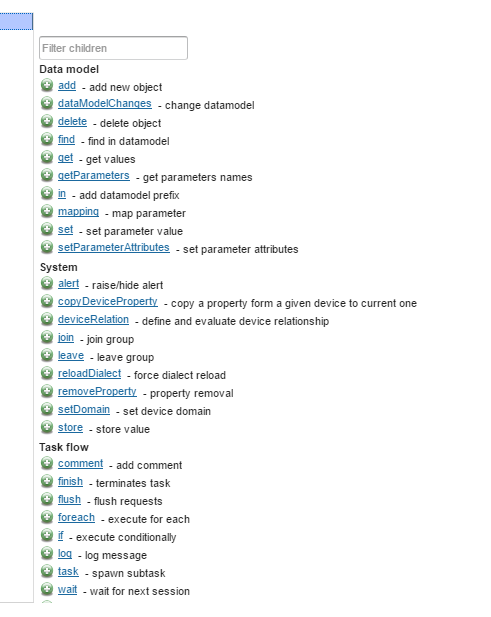 Filter children
Data model
add - add new object
dataModelChanges - change datamodel
delete - delete object
find - find in datamodel
get - get values
getParameters - get parameters names
in - add datamodel prefix
mapping - map parameter
set - set parameter value
setParameterAttributes - set parameter attributes
System
alert - raise/hide alert
copyDeviceProperty - copy a property form a given device to current one
deviceRelation - define and evaluate device relationship
join - join group
leave - leave group
reloadDialect - force dialect reload
removeProperty - property removal
setDomain - set device domain
store - store value
Task flow
comment - add comment
finish - terminates task
flush - flush requests
foreach - execute for each
if - execute conditionally
log - log message
task - spawn subtask
wait - wait for next session